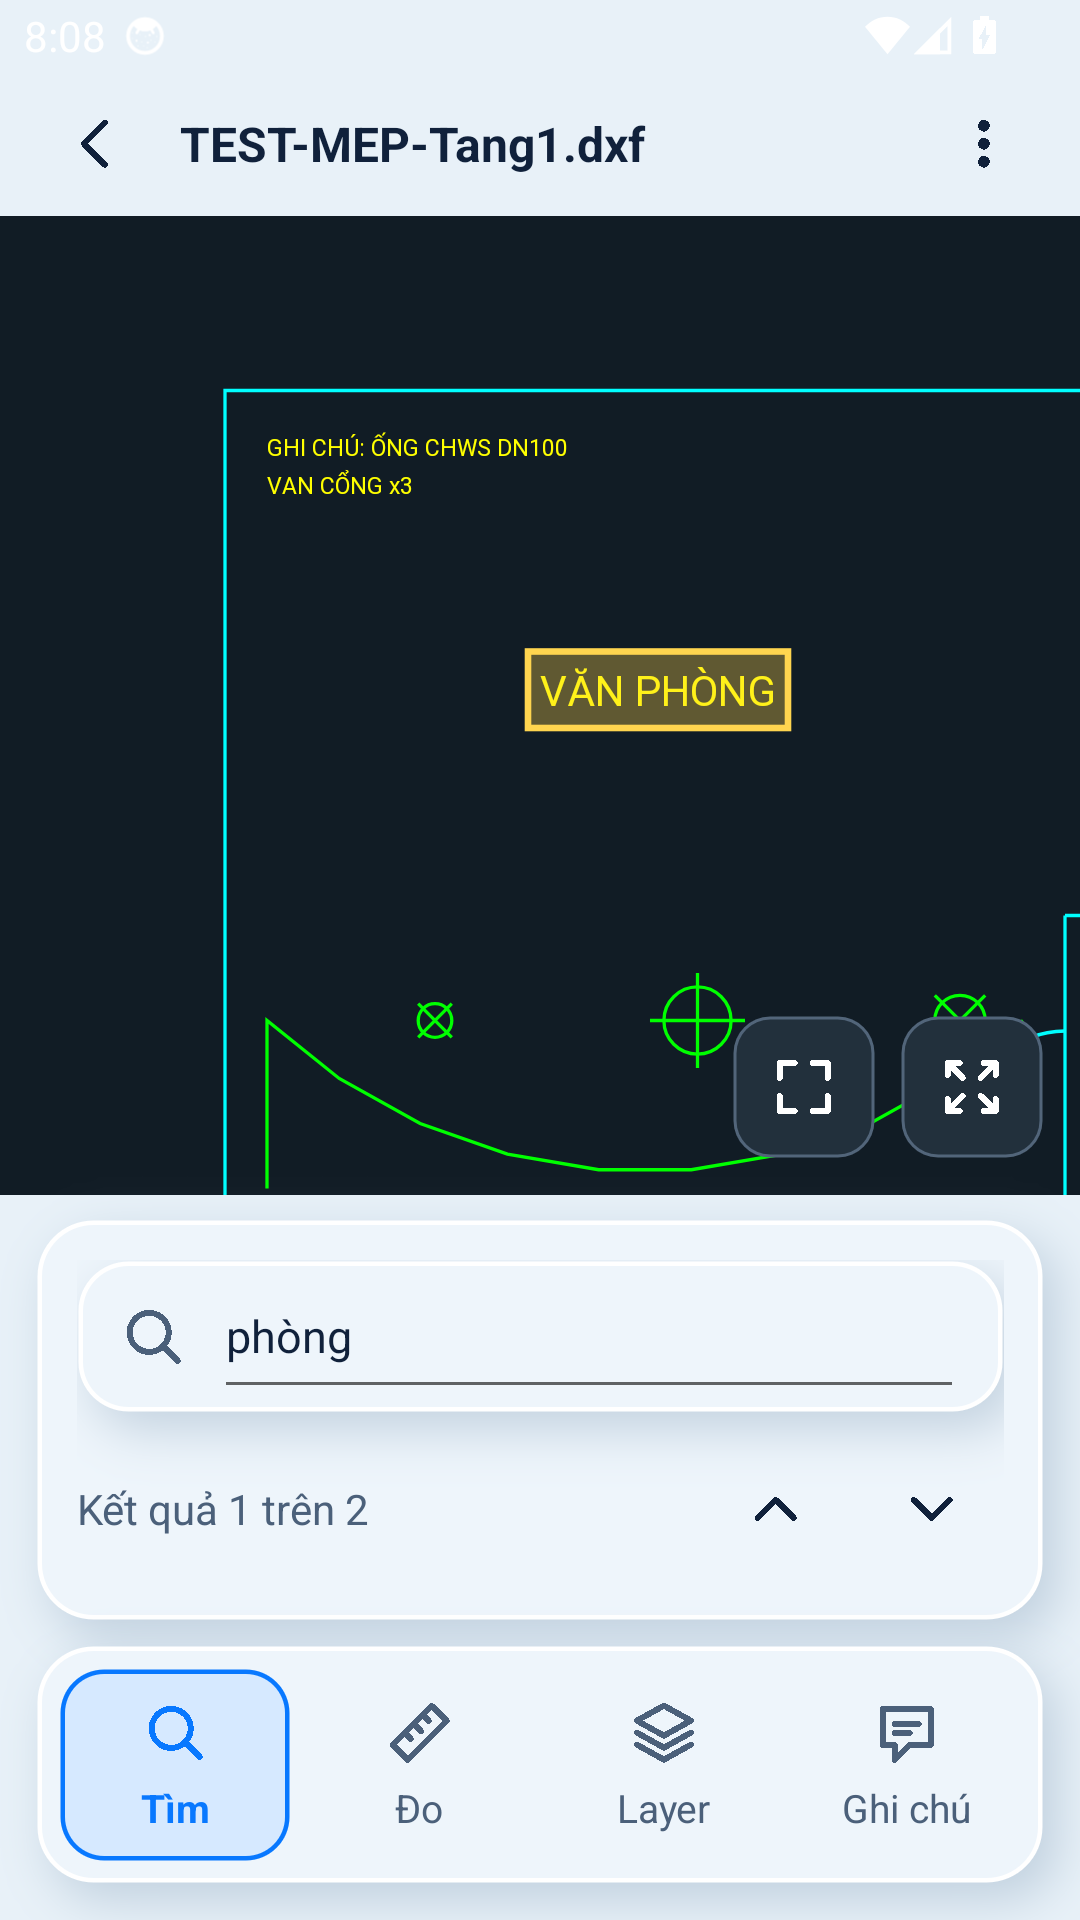 8:08
TEST-MEP-Tang1.dxf
GHI CHÚ: ỐNG CHWS DN100
VAN CỔNG x3
VĂN PHÒNG
phòng
Kết quả 1 trên 2
Tìm
Đo
Layer
Ghi chú